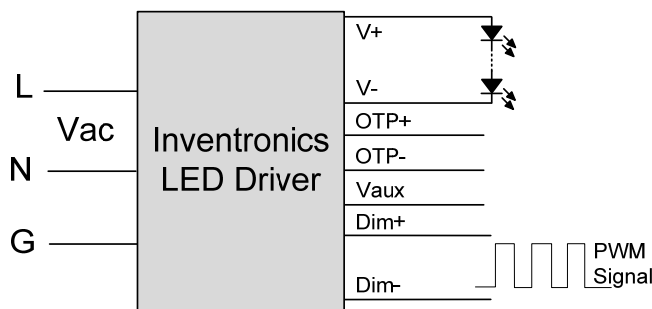 L
Vac
N
G
Inventronics
LED Driver
V+
V-
OTP+
OTP-
Vaux
Dim+
Dim-
PWM
Signal